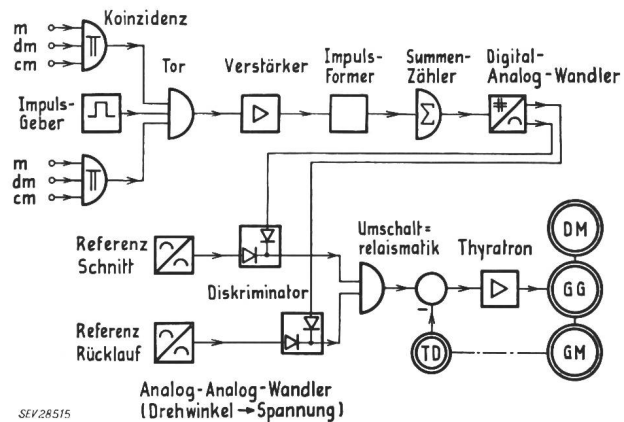 Koinzidenz
m
dm
cm
Tor
Verstärker
Impuls-
Former
Summen-
Zähler
Digital-
Analog-Wandler
Impuls-
Geber
Σ
#
m
dm
cm
Referenz
Schnitt
Diskriminator
Umschalt=
relaismatik
Thyratron
DM
GG
GM
-
TD
Referenz
Rücklauf
Analog-Analog-Wandler
(Drehwinkel → Spannung)
SEV28515